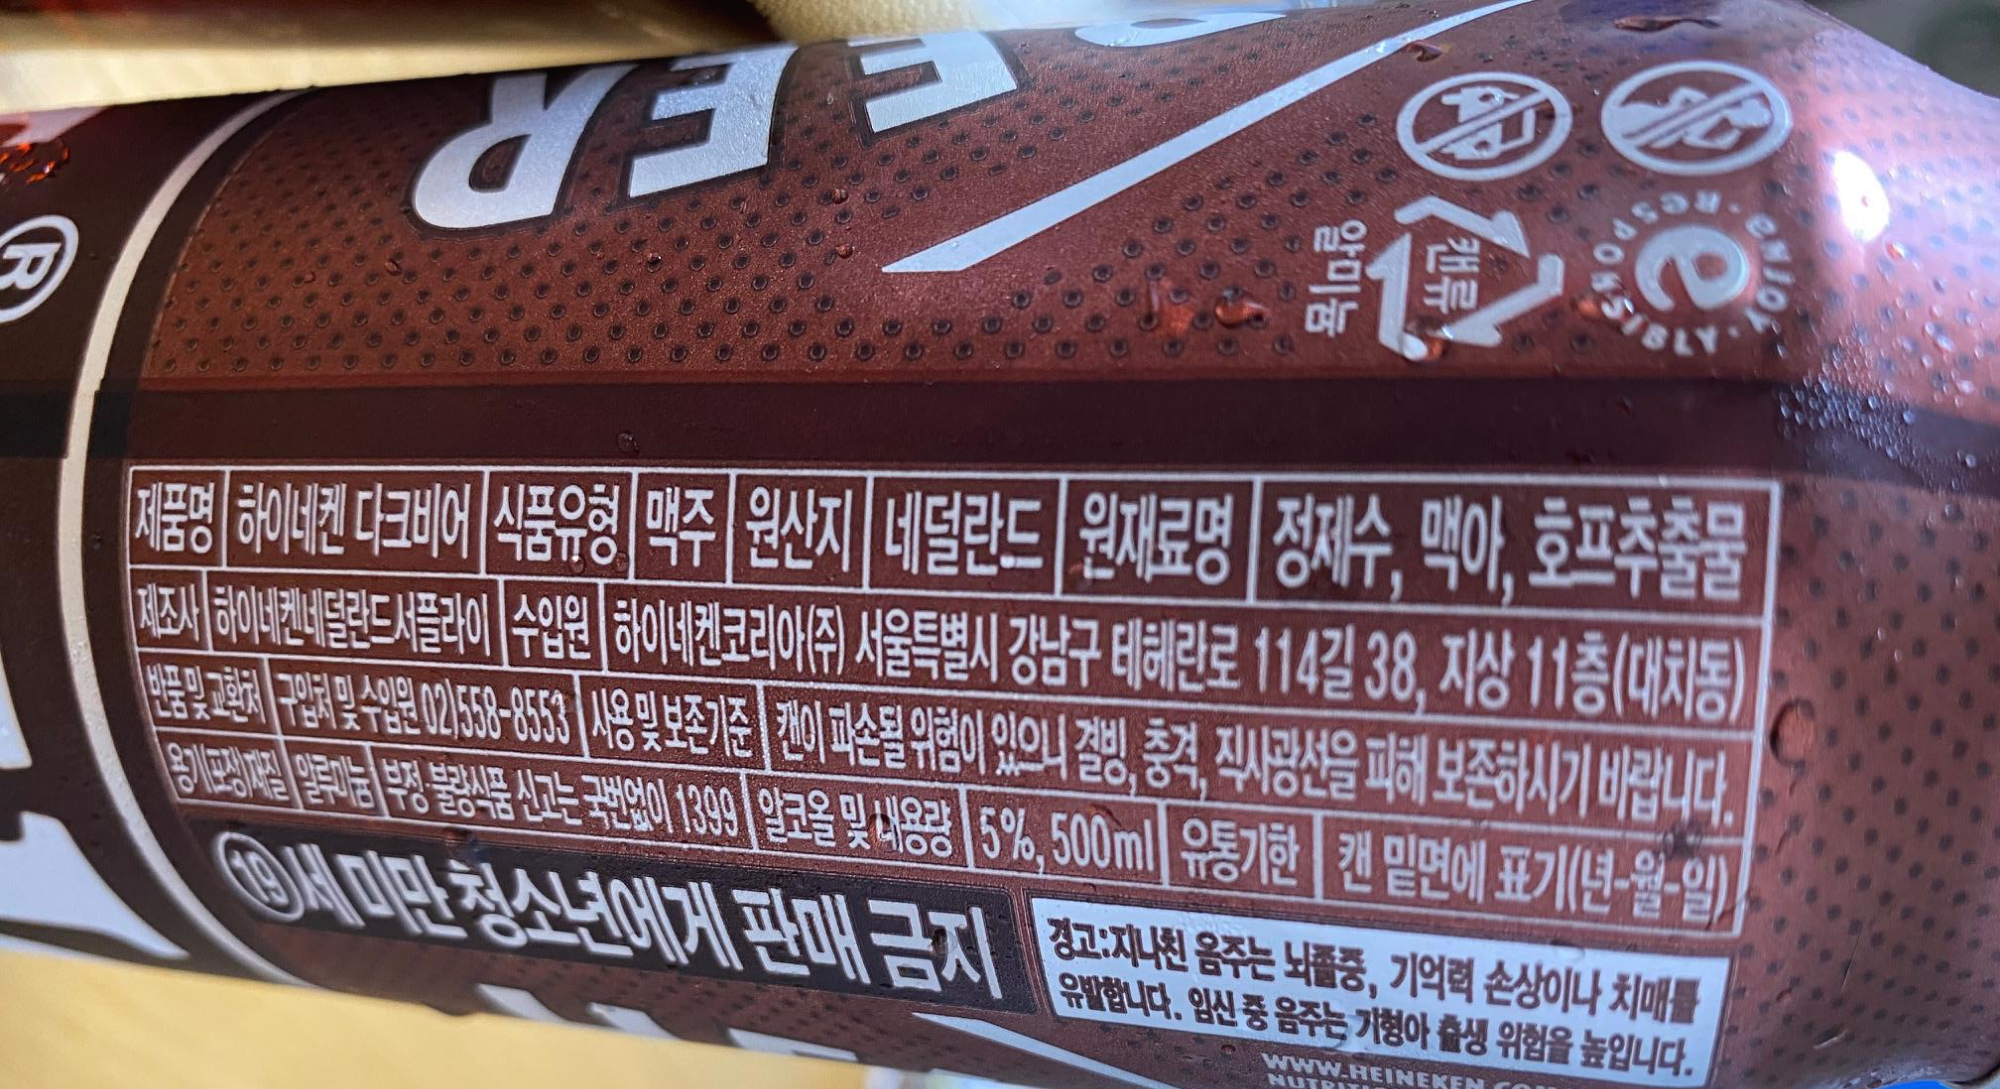 ER
E
R
알미늄
캔류
e
ENJOY·RESPONSIBLY·
제품명 하이네켄 다크비어 식품유형 맥주 원산지 네덜란드 원재료명 정제수, 맥아, 호프추출물
제조사 하이네켄네덜란드서플라이 수입원 하이네켄코리아(주) 서울특별시 강남구 테헤란로 114길 38, 지상 11층(대치동)
반품 및 교환처 구입처 및 수입원 02)558-8553 사용 및 보존기준 캔이 파손될 위험이 있으니 결빙, 충격, 직사광선을 피해 보존하시기 바랍니다.
용기(포장)재질 알루미늄 부정·불량식품 신고는 국번없이 1399 알코올 및 내용량 5%, 500ml 유통기한 캔 밑면에 표기(년-월-일)
19세 미만 청소년에게 판매 금지
경고:지나친 음주는 뇌졸중, 기억력 손상이나 치매를
유발합니다. 임신 중 음주는 기형아 출생 위험을 높입니다.
WWW.HEINEKEN.COM